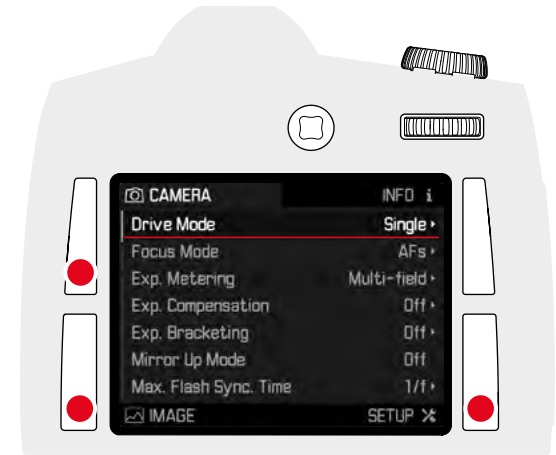 CAMERA INFO i
Drive Mode Single
Focus Mode AFs
Exp. Metering Multi-field
Exp. Compensation Off
Exp. Bracketing Off
Mirror Up Mode Off
Max. Flash Sync. Time 1/f
IMAGE SETUP